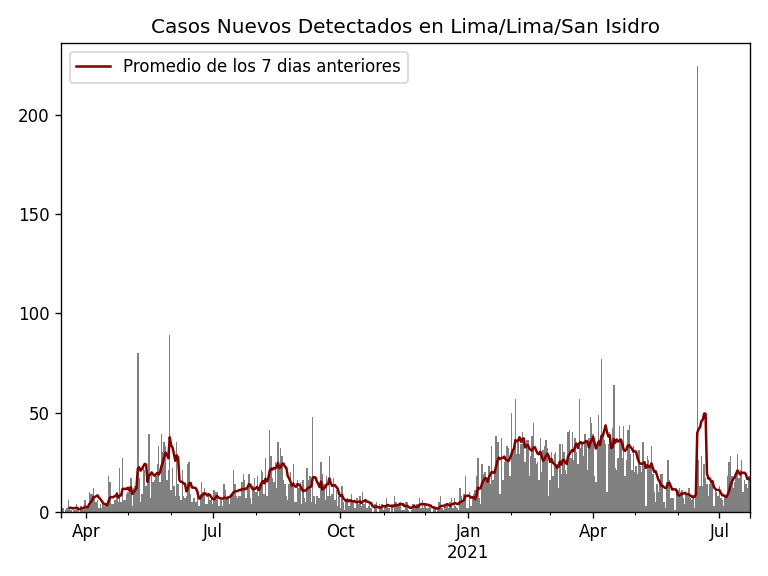 Casos Nuevos Detectados en Lima/Lima/San Isidro
Promedio de los 7 dias anteriores
200
150
100
50
0
Apr Jul Oct Jan Apr Jul
2021